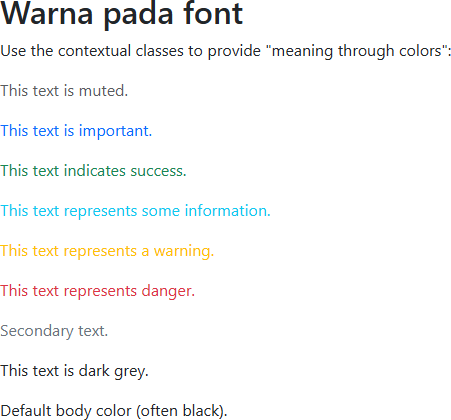 Warna pada font
Use the contextual classes to provide "meaning through colors":
This text is muted.
This text is important.
This text indicates success.
This text represents some information.
This text represents a warning.
This text represents danger.
Secondary text.
This text is dark grey.
Default body color (often black).